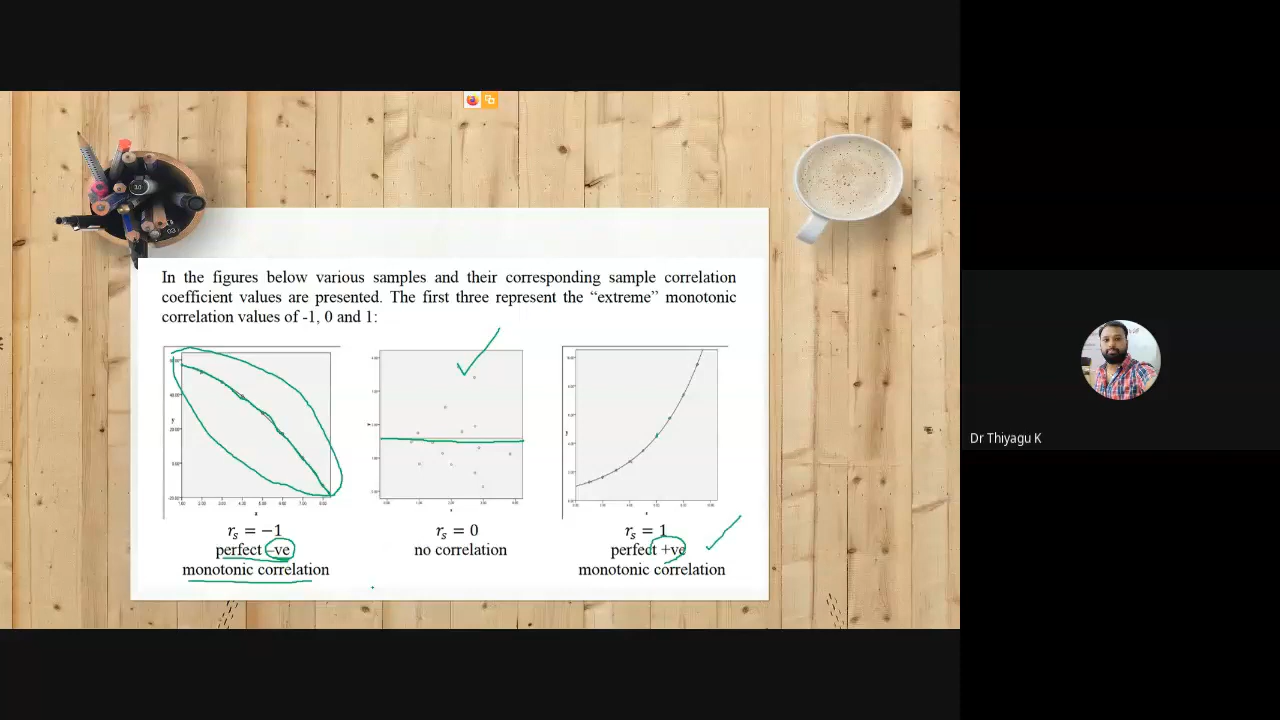 In the figures below various samples and their corresponding sample correlation
coefficient values are presented. The first three represent the “extreme” monotonic
correlation values of -1, 0 and 1:
r_s = −1
perfect –ve
monotonic correlation
r_s = 0
no correlation
r_s = 1
perfect +ve
monotonic correlation
Dr Thiyagu K